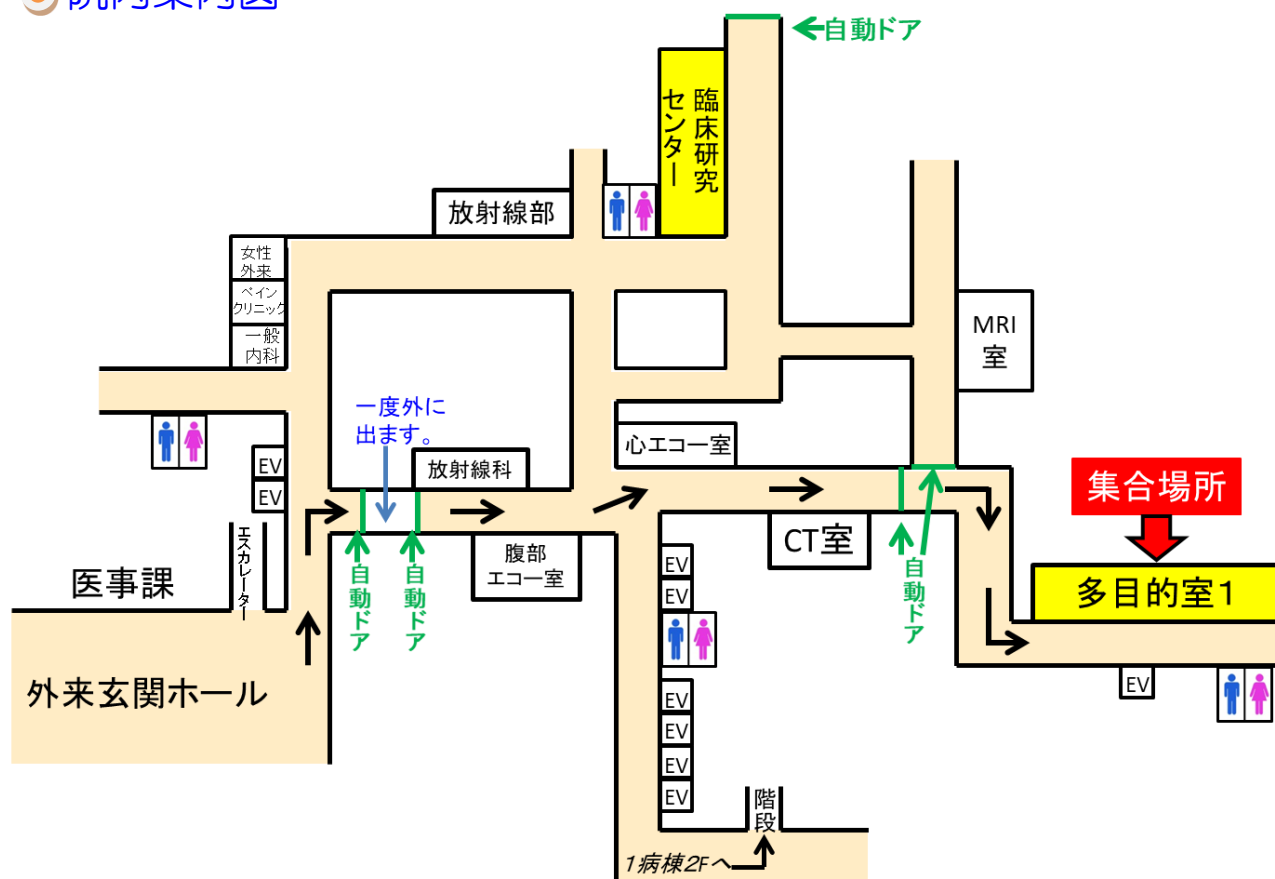 院内案内図
自動ドア
臨床研究
センター
放射線部
女性
外来
ペイン
クリニック
一般
内科
MRI
室
一度外に
出ます。
心エコー室
放射線科
EV
EV
集合場所
CT室
腹部
エコー室
エスカレーター
医事課
自動ドア
自動ドア
自動ドア
EV
EV
多目的室1
外来玄関ホール
EV
EV
EV
EV
EV
階段
1病棟2Fへ